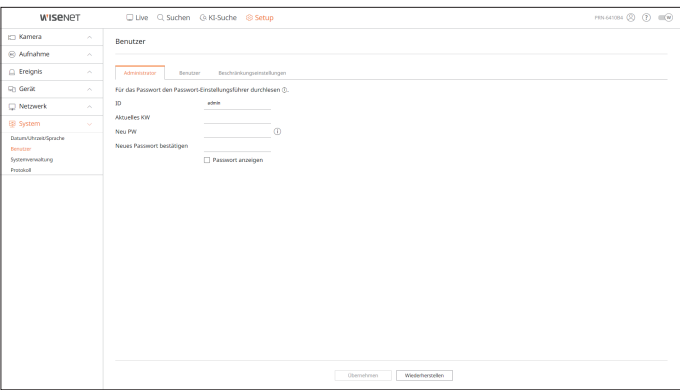 WISENET
Live Suchen KI-Suche Setup
PRN-6410B4
Kamera
Aufnahme
Ereignis
Gerät
Netzwerk
System
Datum/Uhrzeit/Sprache
Benutzer
Systemverwaltung
Protokoll
Benutzer
Administrator Benutzer Beschränkungseinstellungen
Für das Passwort den Passwort-Einstellungsführer durchlesen
ID admin
Aktuelles KW
Neu PW
Neues Passwort bestätigen
Passwort anzeigen
Übernehmen Wiederherstellen